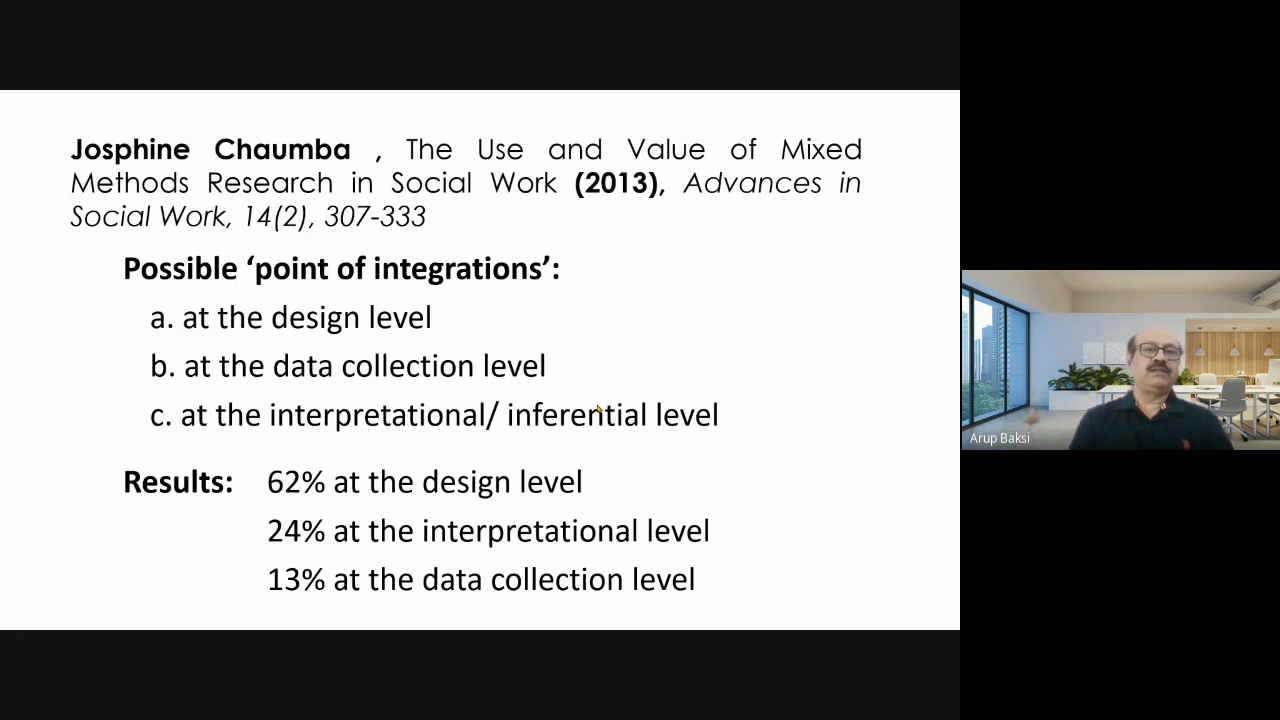 Josphine Chaumba , The Use and Value of Mixed
Methods Research in Social Work (2013), Advances in
Social Work, 14(2), 307-333
Possible ‘point of integrations’:
a. at the design level
b. at the data collection level
c. at the interpretational/ inferential level
Results: 62% at the design level
24% at the interpretational level
13% at the data collection level
Arup Baksi